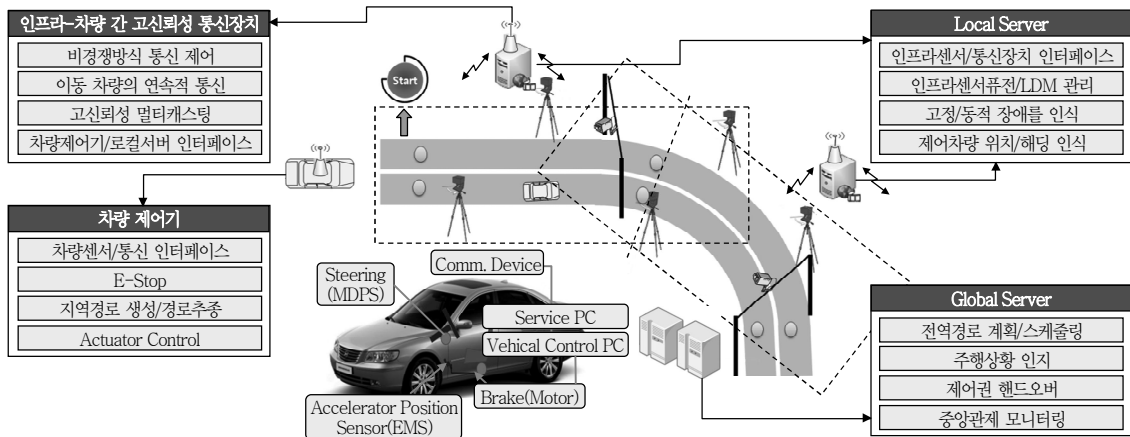 인프라-차량 간 고신뢰성 통신장치
비경쟁방식 통신 제어
이동 차량의 연속적 통신
고신뢰성 멀티캐스팅
차량제어기/로컬서버 인터페이스
차량 제어기
차량센서/통신 인터페이스
E-Stop
지역경로 생성/경로추종
Actuator Control
Start
Steering
(MDPS)
Comm. Device
Service PC
Vehical Control PC
Brake(Motor)
Accelerator Position
Sensor(EMS)
Local Server
인프라센서/통신장치 인터페이스
인프라센서퓨전/LDM 관리
고정/동적 장애믈 인식
제어차량 위치/헤딩 인식
Global Server
전역경로 계획/스케줄링
주행상황 인지
제어권 핸드오버
중앙관제 모니터링